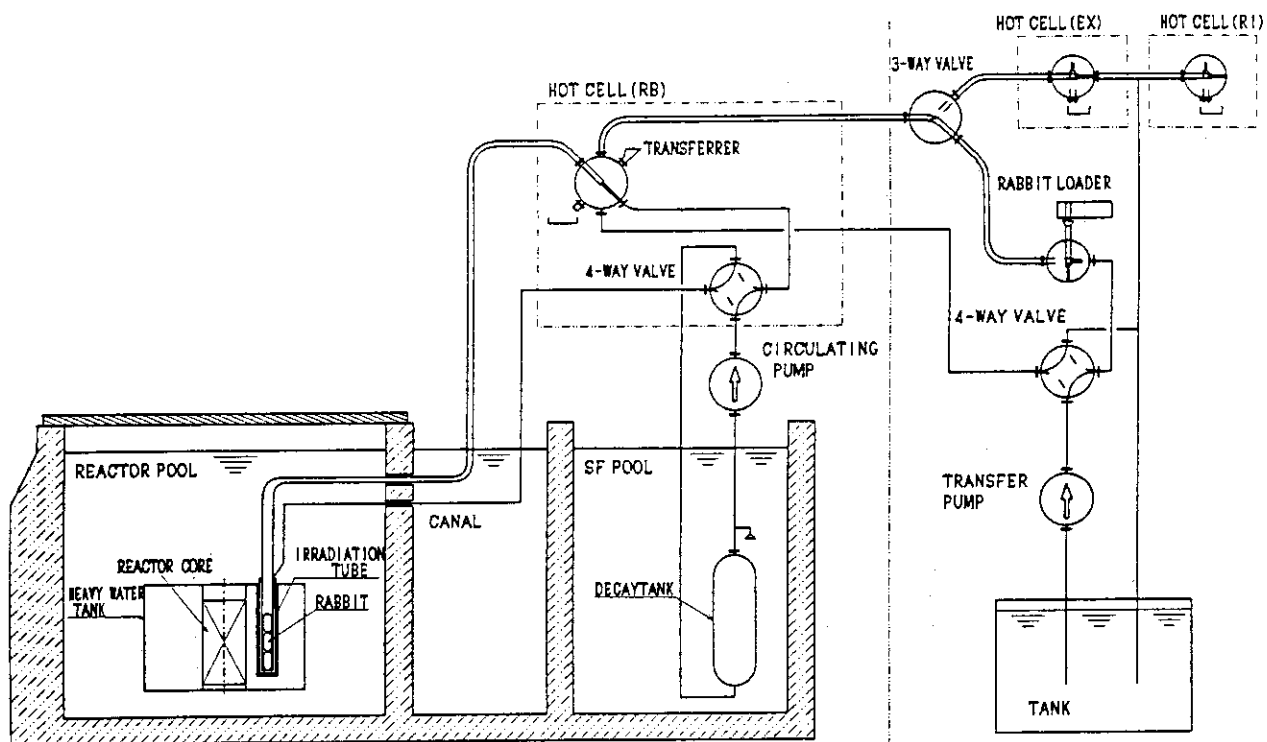 HOT CELL(EX)
HOT CELL(RI)
3-WAY VALVE
HOT CELL(RB)
TRANSFERRER
RABBIT LOADER
4-WAY VALVE
4-WAY VALVE
CIRCULATING
PUMP
REACTOR POOL
SF POOL
TRANSFER
PUMP
CANAL
REACTOR CORE
IRRADIATION
TUBE
HEAVY WATER
TANK
RABBIT
DECAYTANK
TANK